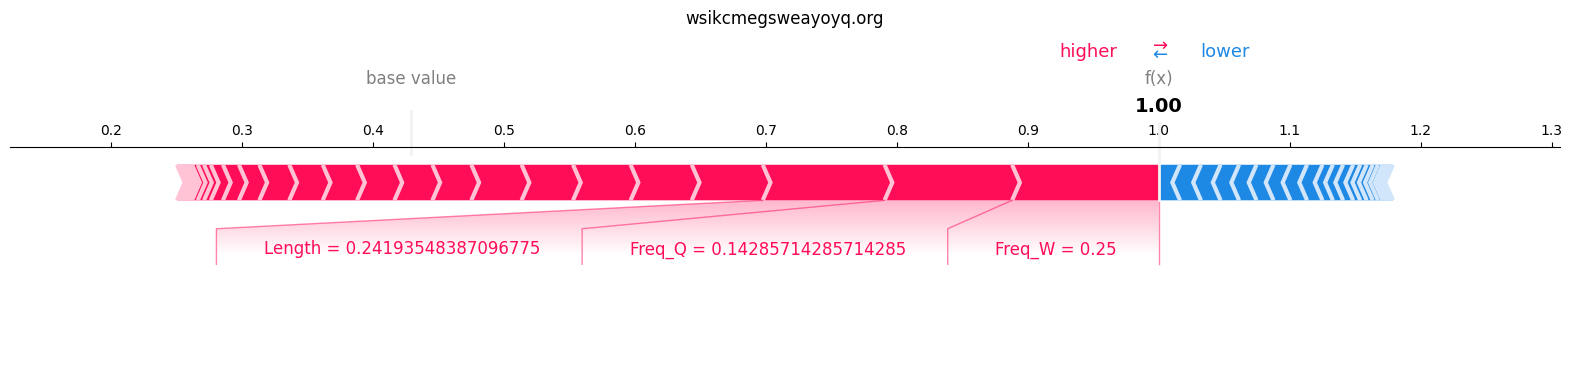 wsikcmegsweayoyq.org
higher ⇄ lower
base value f(x)
1.00
0.2 0.3 0.4 0.5 0.6 0.7 0.8 0.9 1.0 1.1 1.2 1.3
Length = 0.24193548387096775 Freq_Q = 0.14285714285714285 Freq_W = 0.25